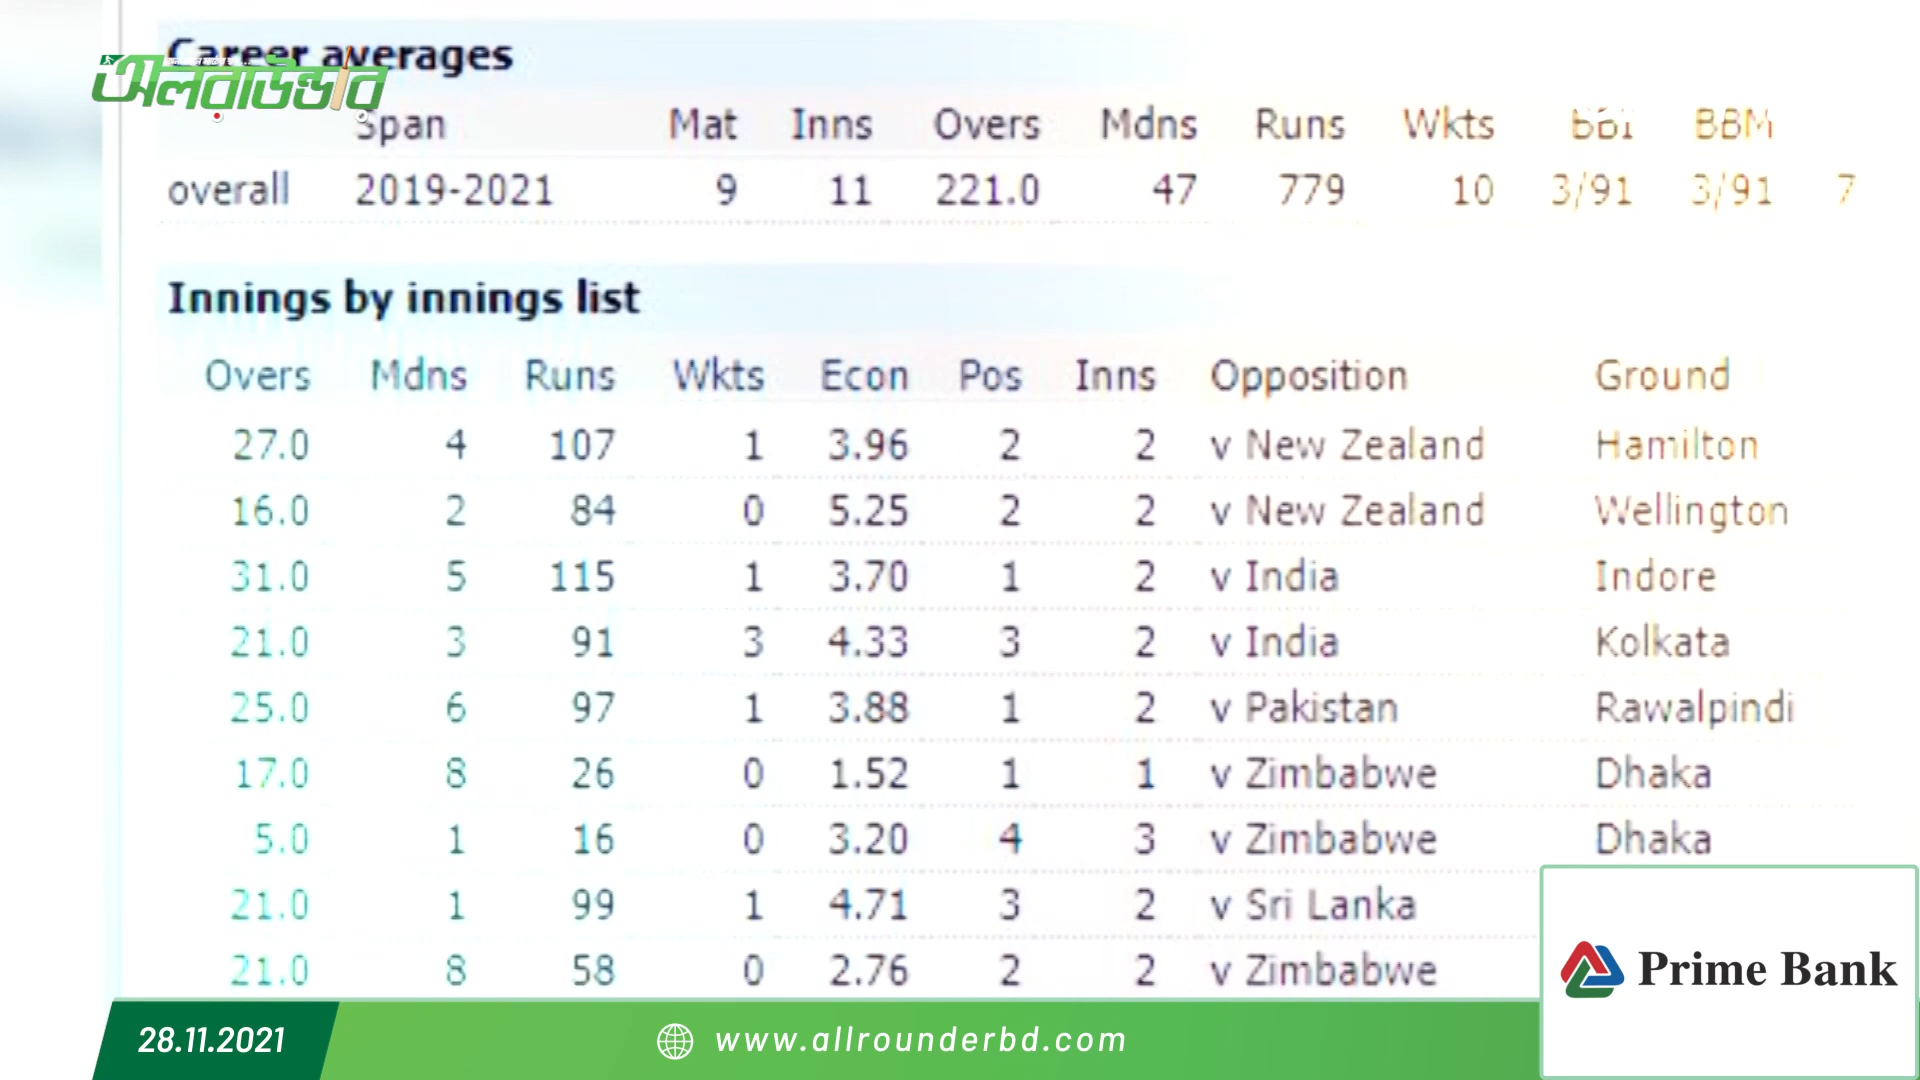 Career averages
অলরাউন্ডার
Span Mat Inns Overs Mdns Runs Wkts BBI BBM
overall 2019-2021 9 11 221.0 47 779 10 3/91 3/91 7
Innings by innings list
Overs Mdns Runs Wkts Econ Pos Inns Opposition Ground
27.0 4 107 1 3.96 2 2 v New Zealand Hamilton
16.0 2 84 0 5.25 2 2 v New Zealand Wellington
31.0 5 115 1 3.70 1 2 v India Indore
21.0 3 91 3 4.33 3 2 v India Kolkata
25.0 6 97 1 3.88 1 2 v Pakistan Rawalpindi
17.0 8 26 0 1.52 1 1 v Zimbabwe Dhaka
5.0 1 16 0 3.20 4 3 v Zimbabwe Dhaka
21.0 1 99 1 4.71 3 2 v Sri Lanka
21.0 8 58 0 2.76 2 2 v Zimbabwe
Prime Bank
28.11.2021 www.allrounderbd.com